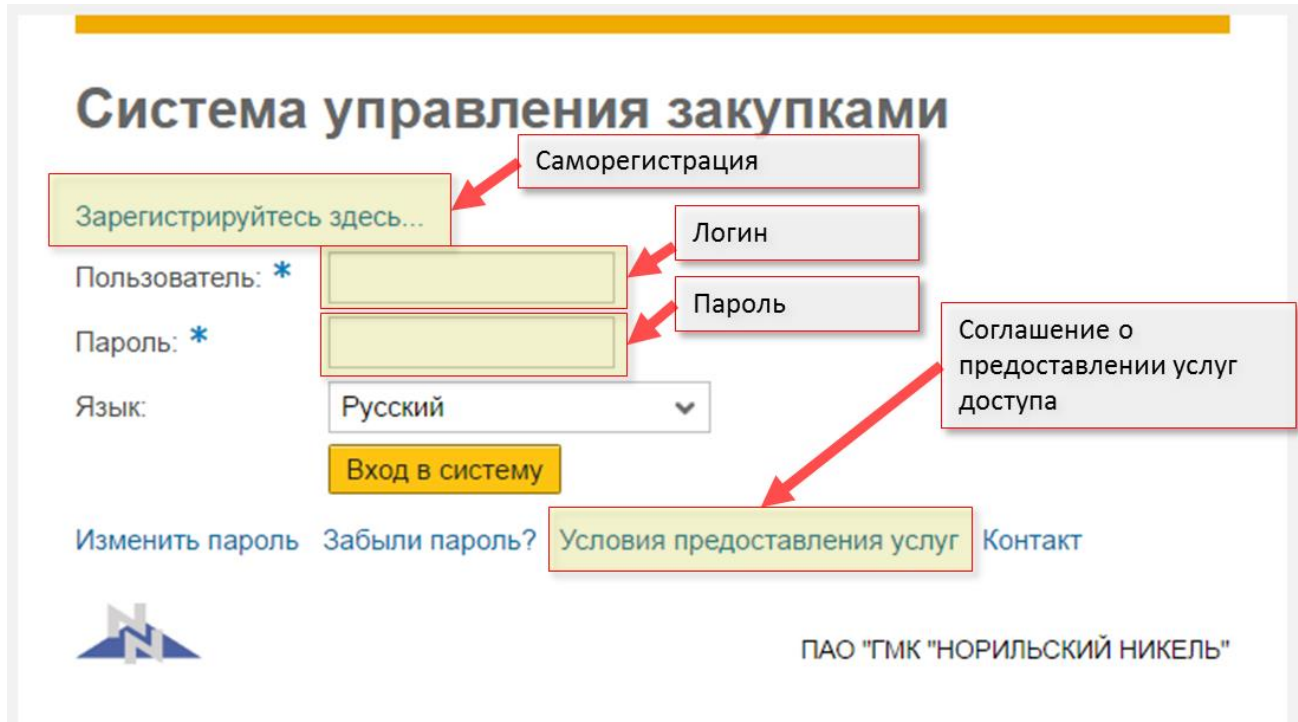 Система управления закупками
Саморегистрация
Зарегистрируйтесь здесь...
Логин
Пользователь: *
Пароль
Пароль: *
Соглашение о
предоставлении услуг
доступа
Язык: Русский
Вход в систему
Изменить пароль Забыли пароль? Условия предоставления услуг Контакт
NN
ПАО "ГМК "НОРИЛЬСКИЙ НИКЕЛЬ"